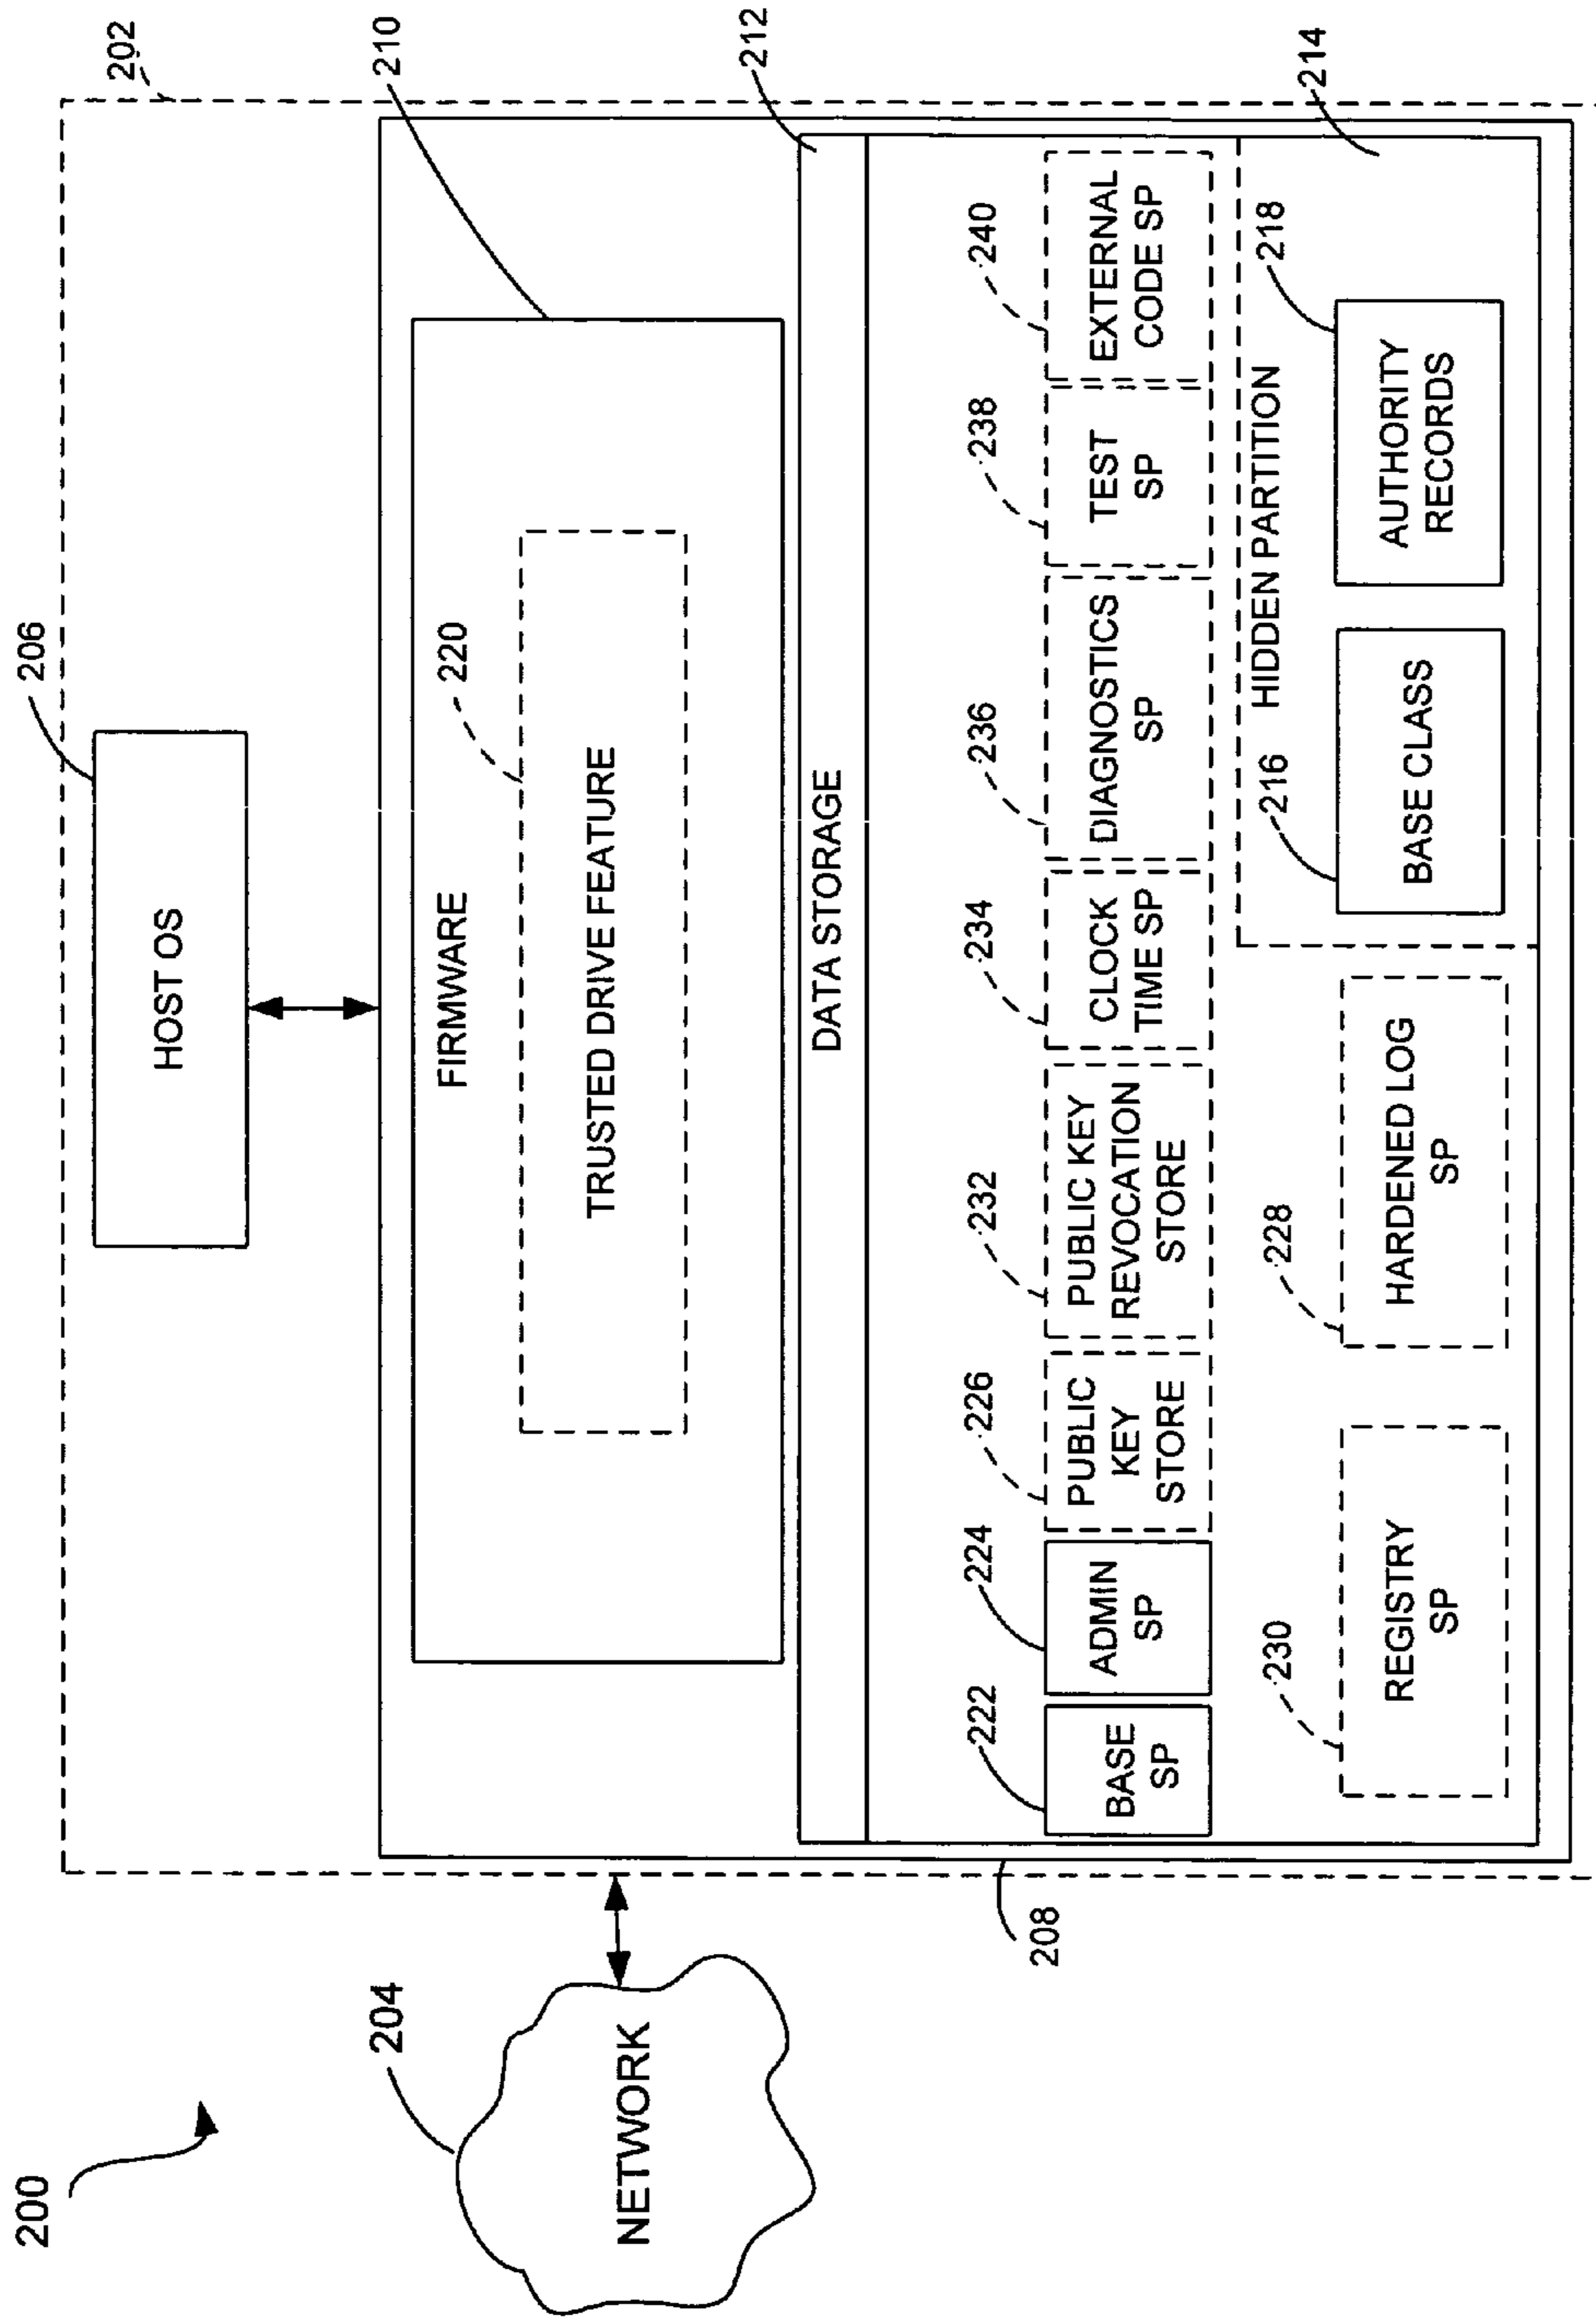 200
202
206
HOST OS
204
NETWORK
208
210
FIRMWARE
220
TRUSTED DRIVE FEATURE
212
DATA STORAGE
222
BASE
SP
224
ADMIN
SP
226
PUBLIC
KEY
STORE
232
PUBLIC KEY
REVOCATION
STORE
234
CLOCK
TIME SP
236
DIAGNOSTICS
SP
238
TEST
SP
240
EXTERNAL
CODE SP
230
REGISTRY
SP
228
HARDENED LOG
SP
HIDDEN PARTITION
214
216
BASE CLASS
218
AUTHORITY
RECORDS